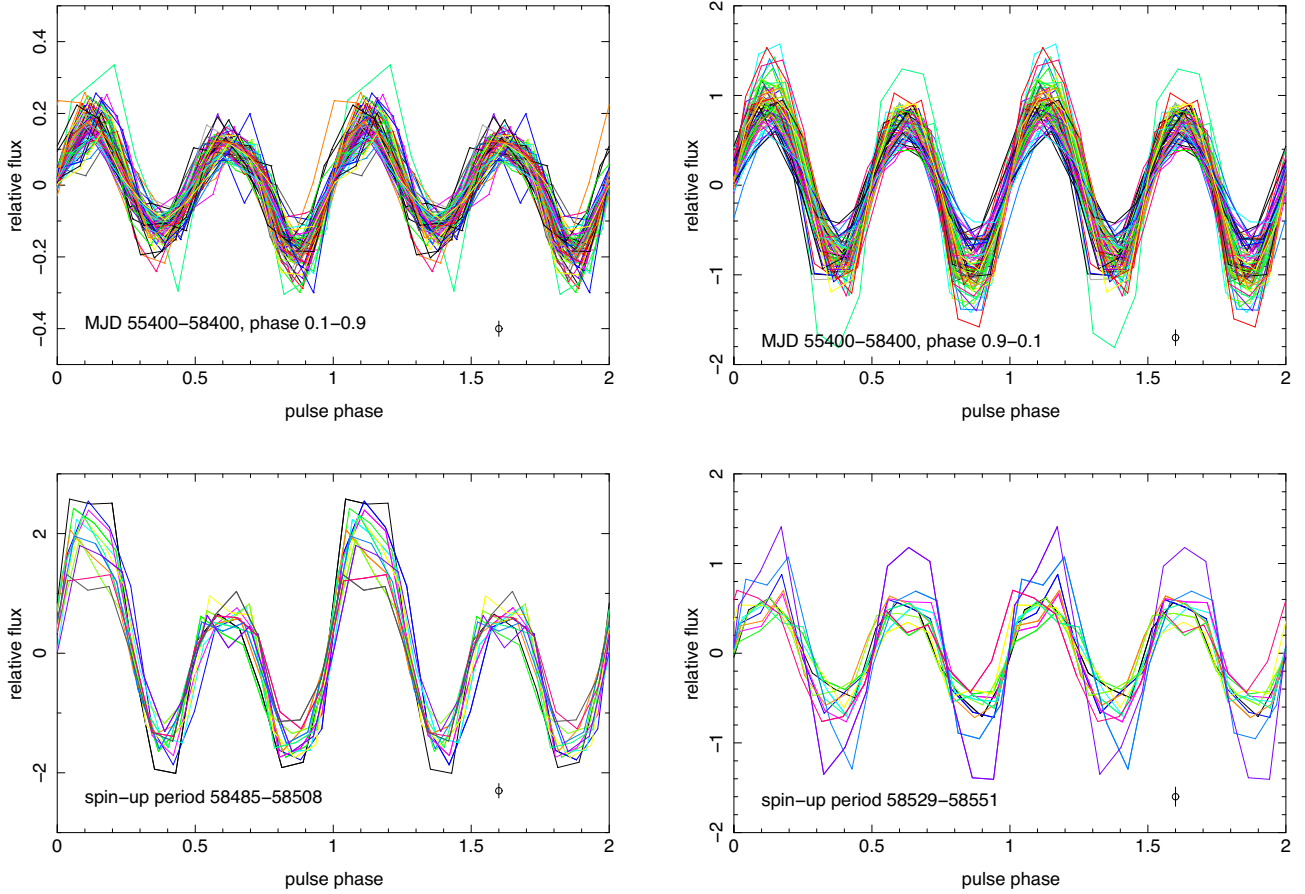 0.4
0.2
0
−0.2
−0.4
relative flux
MJD 55400−58400, phase 0.1−0.9
0 0.5 1 1.5 2
pulse phase
2
1
0
−1
−2
relative flux
MJD 55400−58400, phase 0.9−0.1
0 0.5 1 1.5 2
pulse phase
2
0
−2
relative flux
spin−up period 58485−58508
0 0.5 1 1.5 2
pulse phase
2
1
0
−1
−2
relative flux
spin−up period 58529−58551
0 0.5 1 1.5 2
pulse phase